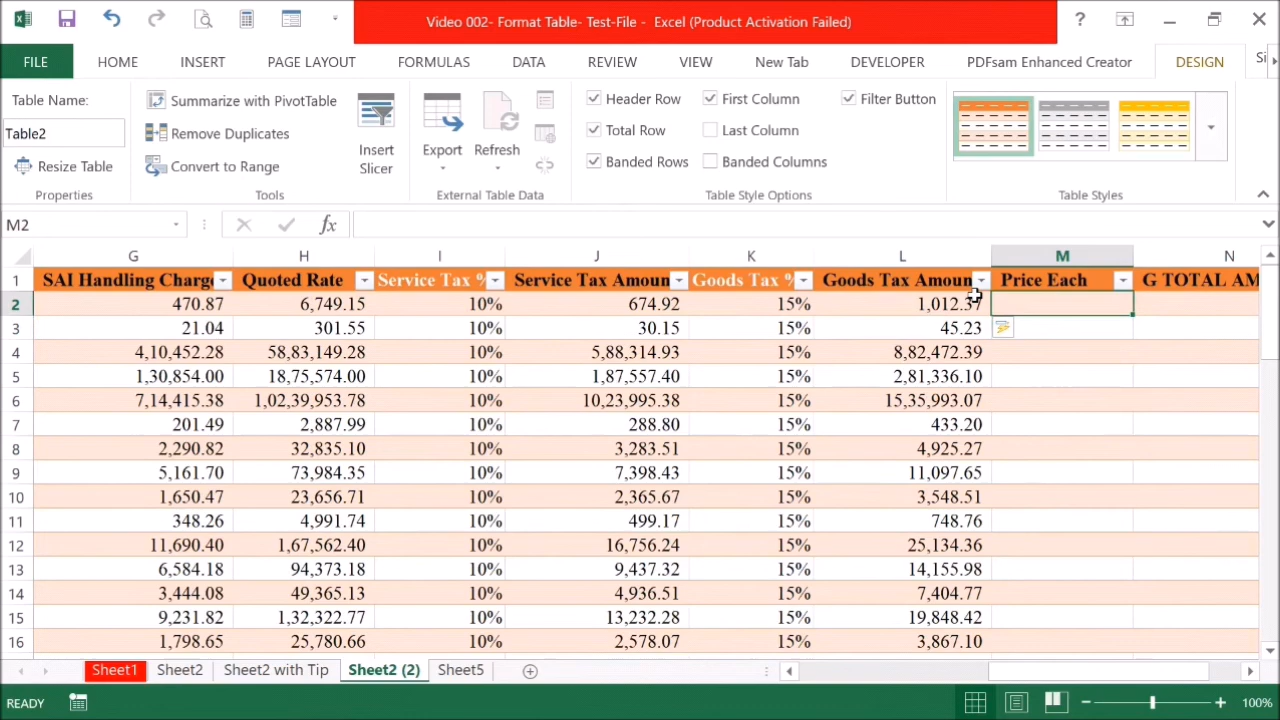 Video 002- Format Table- Test-File - Excel (Product Activation Failed)
?
FILE HOME INSERT PAGE LAYOUT FORMULAS DATA REVIEW VIEW New Tab DEVELOPER PDFsam Enhanced Creator DESIGN Si
Table Name:
Table2
Resize Table
Properties
Summarize with PivotTable
Remove Duplicates
Convert to Range
Tools
Insert
Slicer
Export Refresh
External Table Data
Header Row First Column Filter Button
Total Row Last Column
Banded Rows Banded Columns
Table Style Options
Table Styles
M2 fx
G H I J K L M N
1 SAI Handling Charge Quoted Rate Service Tax % Service Tax Amoun Goods Tax % Goods Tax Amoun Price Each G TOTAL AM
2 470.87 6,749.15 10% 674.92 15% 1,012.37
3 21.04 301.55 10% 30.15 15% 45.23
4 4,10,452.28 58,83,149.28 10% 5,88,314.93 15% 8,82,472.39
5 1,30,854.00 18,75,574.00 10% 1,87,557.40 15% 2,81,336.10
6 7,14,415.38 1,02,39,953.78 10% 10,23,995.38 15% 15,35,993.07
7 201.49 2,887.99 10% 288.80 15% 433.20
8 2,290.82 32,835.10 10% 3,283.51 15% 4,925.27
9 5,161.70 73,984.35 10% 7,398.43 15% 11,097.65
10 1,650.47 23,656.71 10% 2,365.67 15% 3,548.51
11 348.26 4,991.74 10% 499.17 15% 748.76
12 11,690.40 1,67,562.40 10% 16,756.24 15% 25,134.36
13 6,584.18 94,373.18 10% 9,437.32 15% 14,155.98
14 3,444.08 49,365.13 10% 4,936.51 15% 7,404.77
15 9,231.82 1,32,322.77 10% 13,232.28 15% 19,848.42
16 1,798.65 25,780.66 10% 2,578.07 15% 3,867.10
Sheet1 Sheet2 Sheet2 with Tip Sheet2 (2) Sheet5
READY 100%